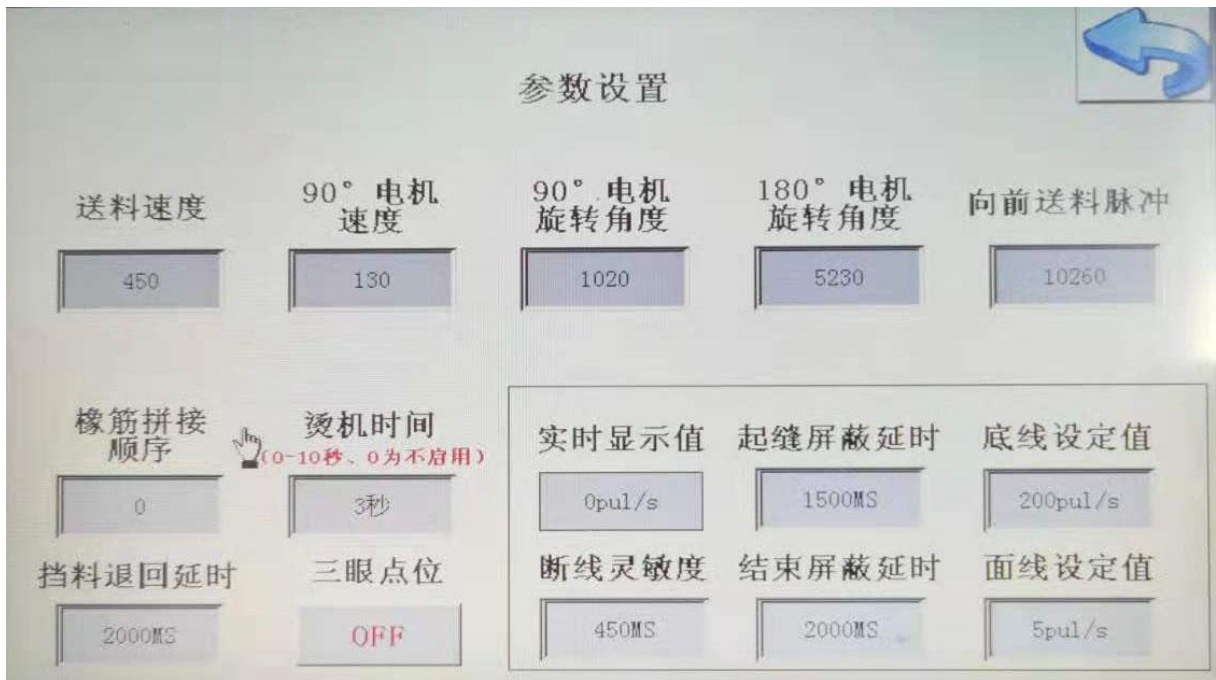 参数设置
送料速度
90° 电机
速度
90° 电机
旋转角度
180° 电机
旋转角度
向前送料脉冲
450
130
1020
5230
10260
橡筋拼接
顺序
烫机时间
(0-10秒、0为不启用)
实时显示值
起缝屏蔽延时
底线设定值
0
3秒
0pul/s
1500MS
200pul/s
挡料退回延时
三眼点位
断线灵敏度
结束屏蔽延时
面线设定值
2000MS
OFF
450MS
2000MS
5pul/s